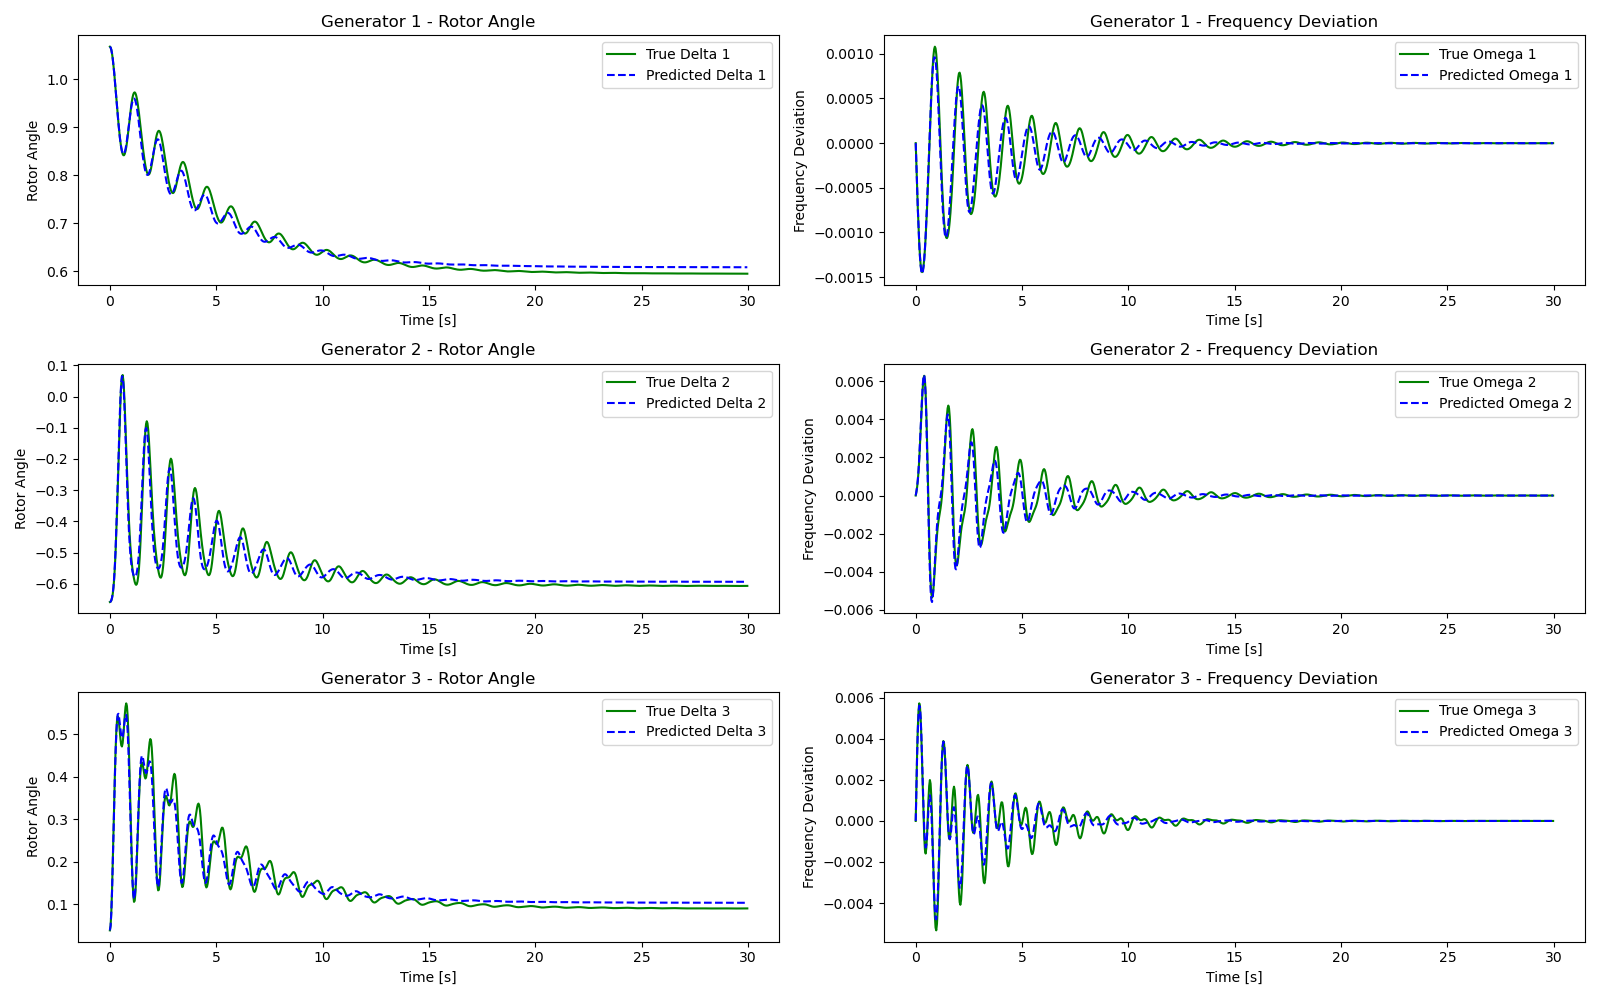 Generator 1 - Rotor Angle
Rotor Angle
1.0
0.9
0.8
0.7
0.6
True Delta 1
Predicted Delta 1
0 5 10 15 20 25 30
Time [s]
Generator 1 - Frequency Deviation
Frequency Deviation
0.0010
0.0005
0.0000
−0.0005
−0.0010
−0.0015
True Omega 1
Predicted Omega 1
0 5 10 15 20 25 30
Time [s]
Generator 2 - Rotor Angle
Rotor Angle
0.1
0.0
−0.1
−0.2
−0.3
−0.4
−0.5
−0.6
True Delta 2
Predicted Delta 2
0 5 10 15 20 25 30
Time [s]
Generator 2 - Frequency Deviation
Frequency Deviation
0.006
0.004
0.002
0.000
−0.002
−0.004
−0.006
True Omega 2
Predicted Omega 2
0 5 10 15 20 25 30
Time [s]
Generator 3 - Rotor Angle
Rotor Angle
0.5
0.4
0.3
0.2
0.1
True Delta 3
Predicted Delta 3
0 5 10 15 20 25 30
Time [s]
Generator 3 - Frequency Deviation
Frequency Deviation
0.006
0.004
0.002
0.000
−0.002
−0.004
True Omega 3
Predicted Omega 3
0 5 10 15 20 25 30
Time [s]